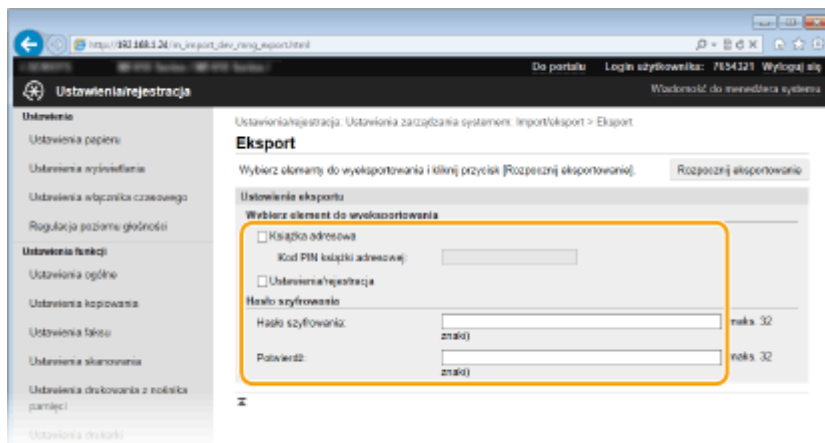 http://192.168.1.24/m_import_dev_mng_export.html
Do portalu Login użytkownika: 7654321 Wyloguj się
Ustawienia/rejestracja
Wiadomość do menedżera systemu
Ustawienia
Ustawienia papieru
Ustawienia wyświetlania
Ustawienia włącznika czasowego
Regulacja poziomu głośności
Ustawienia funkcji
Ustawienia ogólne
Ustawienia kopiowania
Ustawienia faksu
Ustawienia skanowania
Ustawienia drukowania z nośnika
pamięci
Ustawienia drukarki
Ustawienia/rejestracja: Ustawienia zarządzania systemem: Import/eksport > Eksport
Eksport
Wybierz elementy do wyeksportowania i kliknij przycisk [Rozpocznij eksportowanie].
Rozpocznij eksportowanie
Ustawienia eksportu
Wybierz element do wyeksportowania
Książka adresowa
Kod PIN książki adresowej:
Ustawienia/rejestracja
Hasło szyfrowania
Hasło szyfrowania:
maks. 32
znaki)
Potwierdź:
maks. 32
znaki)